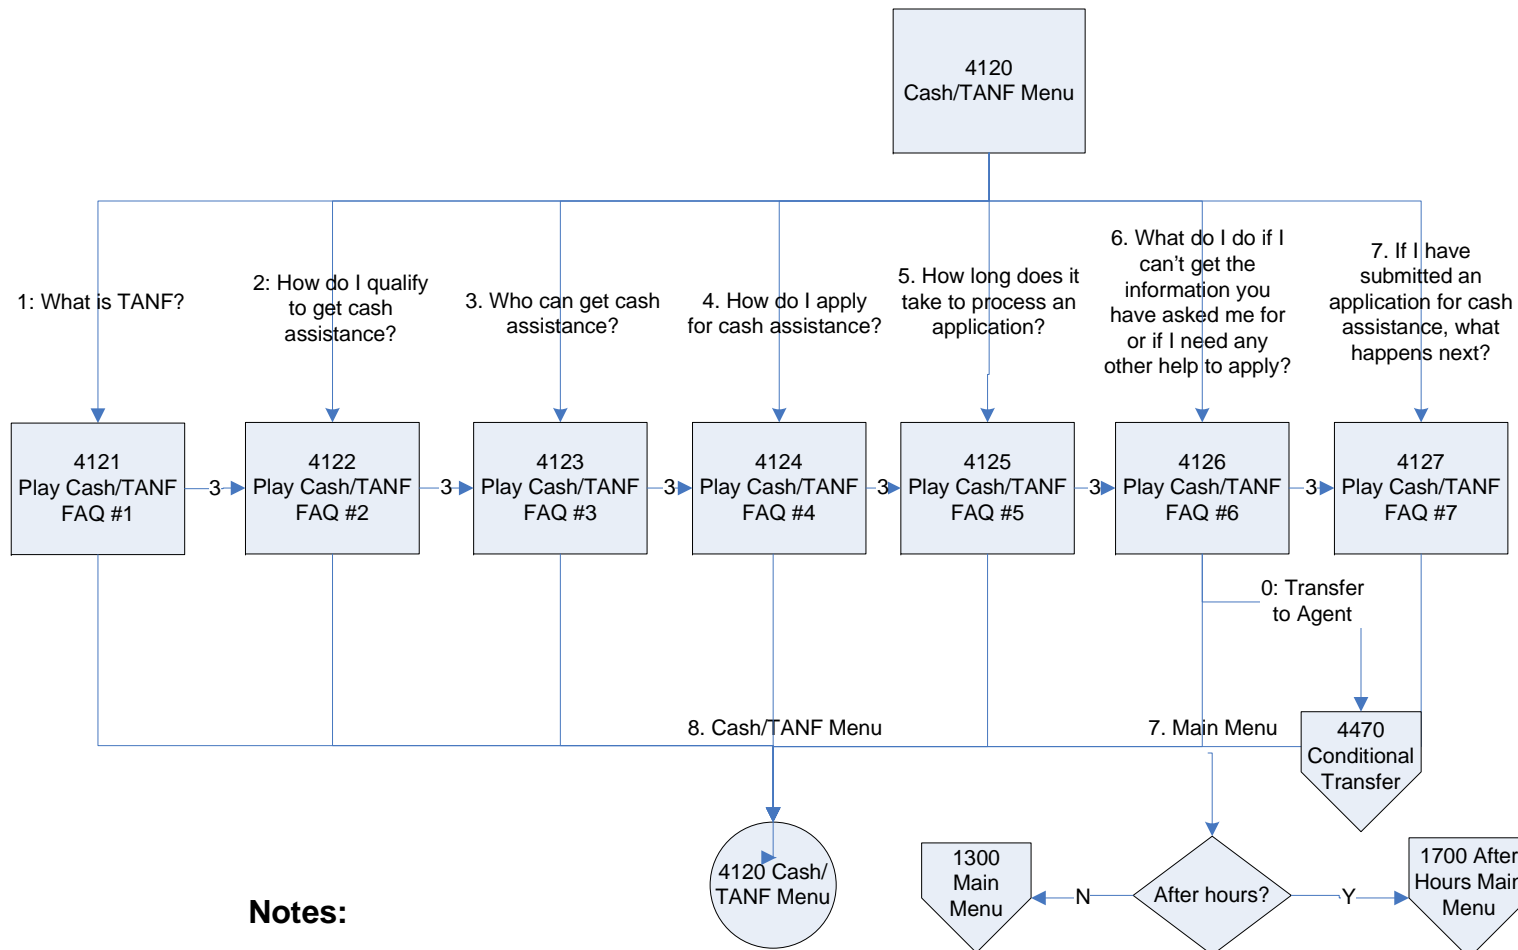 4120
Cash/TANF Menu
1: What is TANF?
2: How do I qualify
to get cash
assistance?
3. Who can get cash
assistance?
4. How do I apply
for cash assistance?
5. How long does it
take to process an
application?
6. What do I do if I
can't get the
information you
have asked me for
or if I need any
other help to apply?
7. If I have
submitted an
application for cash
assistance, what
happens next?
4121
Play Cash/TANF
FAQ #1
3
4122
Play Cash/TANF
FAQ #2
3
4123
Play Cash/TANF
FAQ #3
3
4124
Play Cash/TANF
FAQ #4
3
4125
Play Cash/TANF
FAQ #5
3
4126
Play Cash/TANF
FAQ #6
3
4127
Play Cash/TANF
FAQ #7
0: Transfer
to Agent
8. Cash/TANF Menu
7. Main Menu
4470
Conditional
Transfer
4120 Cash/
TANF Menu
1300
Main
Menu
N
After hours?
Y
1700 After
Hours Main
Menu
Notes: